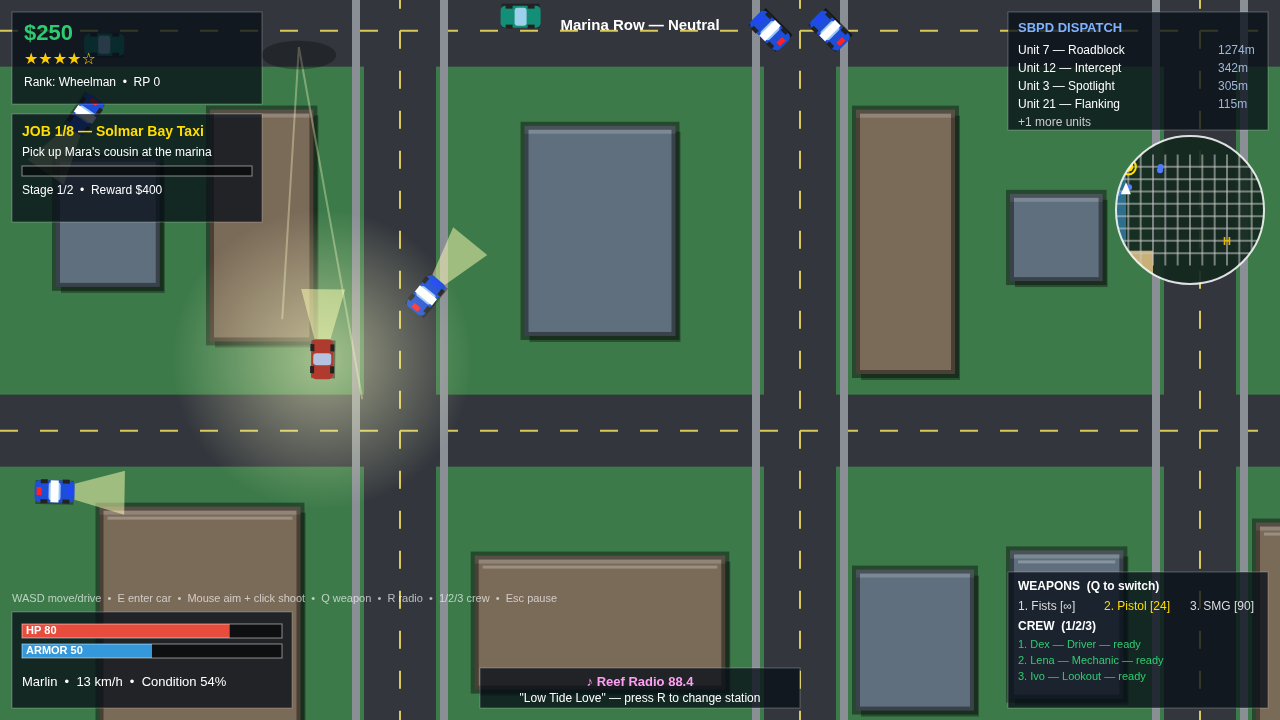 $250
★★★★☆
Rank: Wheelman • RP 0
JOB 1/8 — Solmar Bay Taxi
Pick up Mara's cousin at the marina
Stage 1/2 • Reward $400
Marina Row — Neutral
SBPD DISPATCH
Unit 7 — Roadblock 1274m
Unit 12 — Intercept 342m
Unit 3 — Spotlight 305m
Unit 21 — Flanking 115m
+1 more units
H
WASD move/drive • E enter car • Mouse aim + click shoot • Q weapon • R radio • 1/2/3 crew • Esc pause
HP 80
ARMOR 50
Marlin • 13 km/h • Condition 54%
♪ Reef Radio 88.4
"Low Tide Love" — press R to change station
WEAPONS (Q to switch)
1. Fists [∞] 2. Pistol [24] 3. SMG [90]
CREW (1/2/3)
1. Dex — Driver — ready
2. Lena — Mechanic — ready
3. Ivo — Lookout — ready